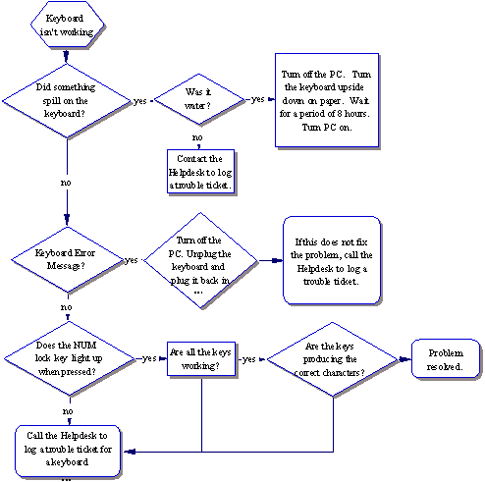 Keyboard
isn't working
Did something
spill on the
keyboard?
yes
Was it
water?
yes
Turn off the PC. Turn
the keyboard upside
down on paper. Wait
for a period of 8 hours.
Turn PC on.
no
Contact the
Helpdesk to log
a trouble ticket.
no
Keyboard Error
Message?
yes
Turn off the
PC. Unplug the
keyboard and
plug it back in
...
If this does not fix
the problem, call the
Helpdesk to log a
trouble ticket.
no
Does the NUM
lock key light up
when pressed?
yes
Are all the keys
working?
yes
Are the keys
producing the
correct characters?
Problem
resolved.
no
Call the Helpdesk to
log a trouble ticket for
a keyboard
...